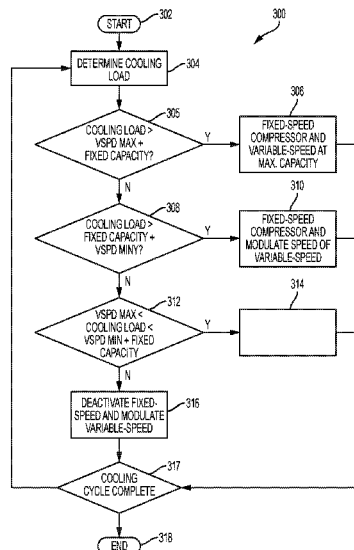 START
302
300
DETERMINE COOLING
LOAD
304
305
COOLING LOAD >
VSPD MAX +
FIXED CAPACITY?
Y
FIXED-SPEED
COMPRESSOR AND
VARIABLE-SPEED AT
MAX. CAPACITY
306
N
308
COOLING LOAD >
FIXED CAPACITY +
VSPD MINY?
Y
FIXED-SPEED
COMPRESSOR AND
MODULATE SPEED OF
VARIABLE-SPEED
310
N
312
VSPD MAX <
COOLING LOAD <
VSPD MIN + FIXED
CAPACITY
Y
314
N
DEACTIVATE FIXED-
SPEED AND MODULATE
VARIABLE-SPEED
316
317
COOLING
CYCLE COMPLETE
END
318